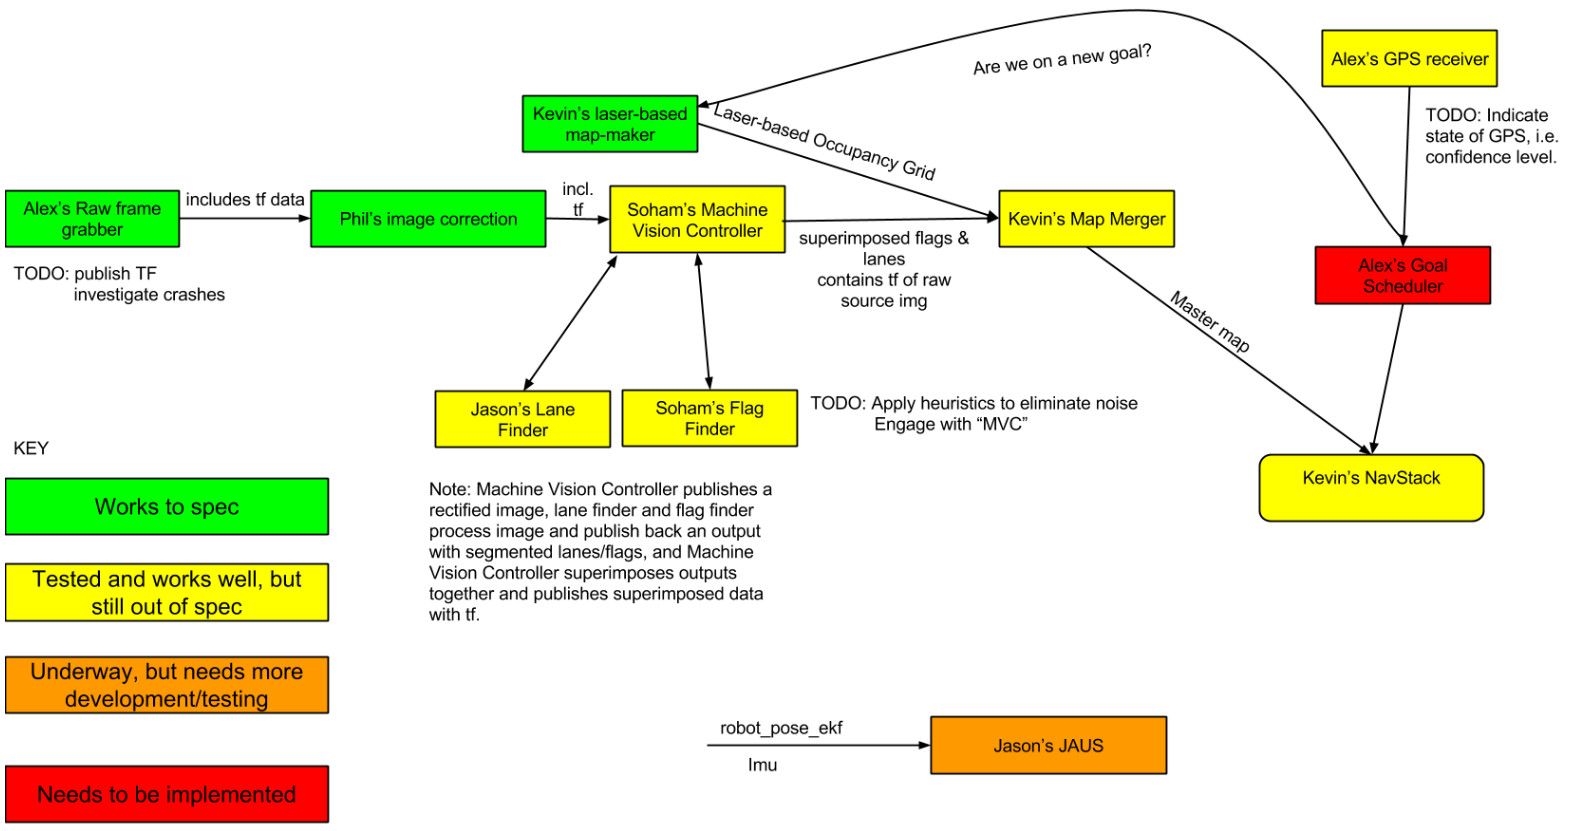 Are we on a new goal?
Alex's GPS receiver
TODO: Indicate
state of GPS, i.e.
confidence level.
Kevin's laser-based
map-maker
Laser-based Occupancy Grid
Alex's Raw frame
grabber
includes tf data
Phil's image correction
incl.
tf
Soham's Machine
Vision Controller
superimposed flags &
lanes
contains tf of raw
source img
Kevin's Map Merger
Alex's Goal
Scheduler
TODO: publish TF
investigate crashes
Master map
Jason's Lane
Finder
Soham's Flag
Finder
TODO: Apply heuristics to eliminate noise
Engage with “MVC”
Kevin's NavStack
KEY
Works to spec
Tested and works well, but
still out of spec
Underway, but needs more
development/testing
Needs to be implemented
Note: Machine Vision Controller publishes a
rectified image, lane finder and flag finder
process image and publish back an output
with segmented lanes/flags, and Machine
Vision Controller superimposes outputs
together and publishes superimposed data
with tf.
robot_pose_ekf
Imu
Jason's JAUS